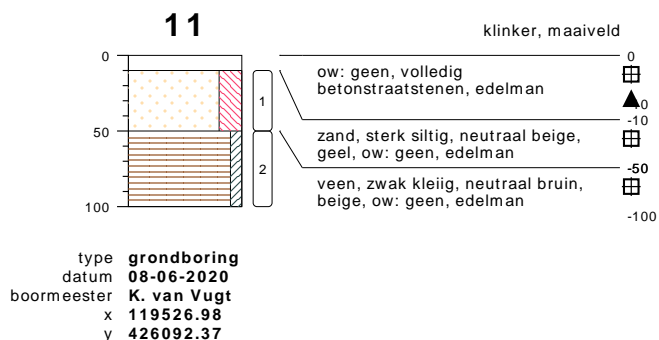 11
klinker, maaiveld
0
0
ow: geen, volledig
betonstraatstenen, edelman
1
-10
50
zand, sterk siltig, neutraal beige,
geel, ow: geen, edelman
-50
2
veen, zwak kleiig, neutraal bruin,
beige, ow: geen, edelman
100
-100
type grondboring
datum 08-06-2020
boormeester K. van Vugt
x 119526.98
y 426092.37